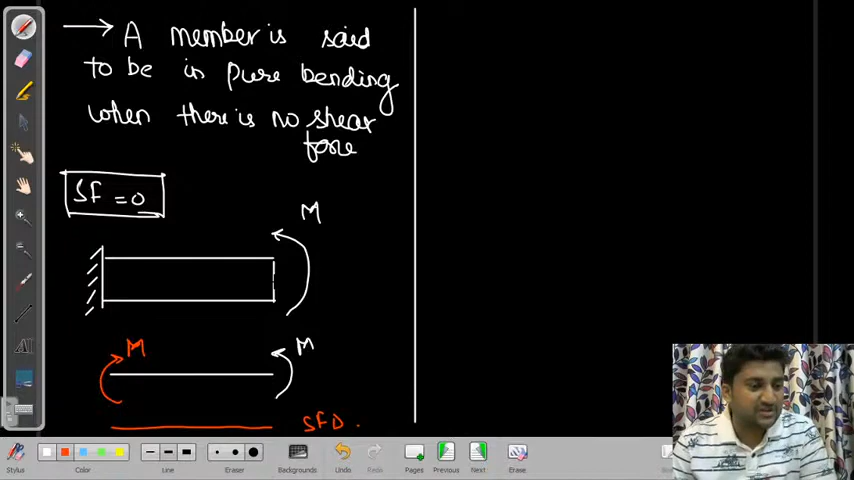 → A member is said
to be in pure bending
when there is no shear
force
SF = 0
M
M
M
SFD.
Stylus
Color
Line
Eraser
Backgrounds
Undo
Redo
Pages
Previous
Next
Erase